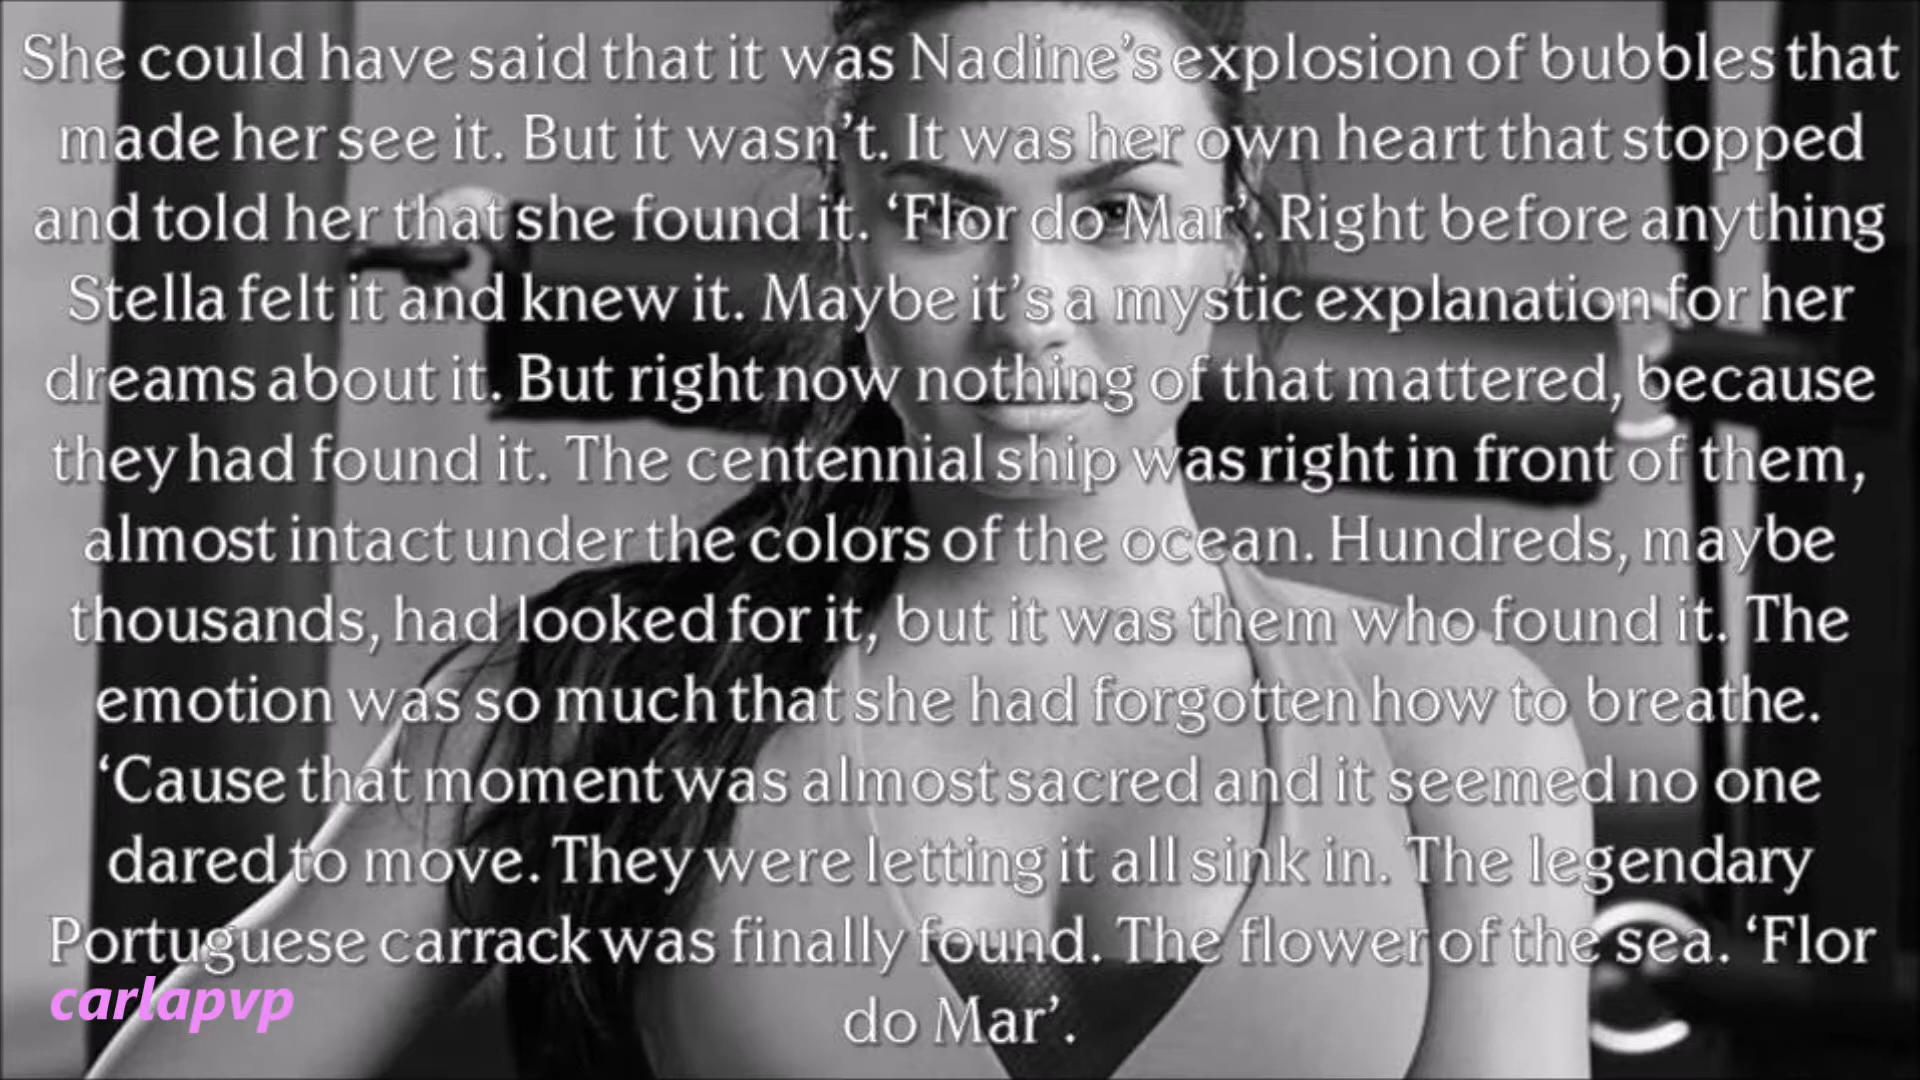 She could have said that it was Nadine’s explosion of bubbles that
made her see it. But it wasn’t. It was her own heart that stopped
and told her that she found it. ‘Flor do Mar’. Right before anything
Stella felt it and knew it. Maybe it’s a mystic explanation for her
dreams about it. But right now nothing of that mattered, because
they had found it. The centennial ship was right in front of them,
almost intact under the colors of the ocean. Hundreds, maybe
thousands, had looked for it, but it was them who found it. The
emotion was so much that she had forgotten how to breathe.
‘Cause that moment was almost sacred and it seemed no one
dared to move. They were letting it all sink in. The legendary
Portuguese carrack was finally found. The flower of the sea. ‘Flor
do Mar’.
carlapvp